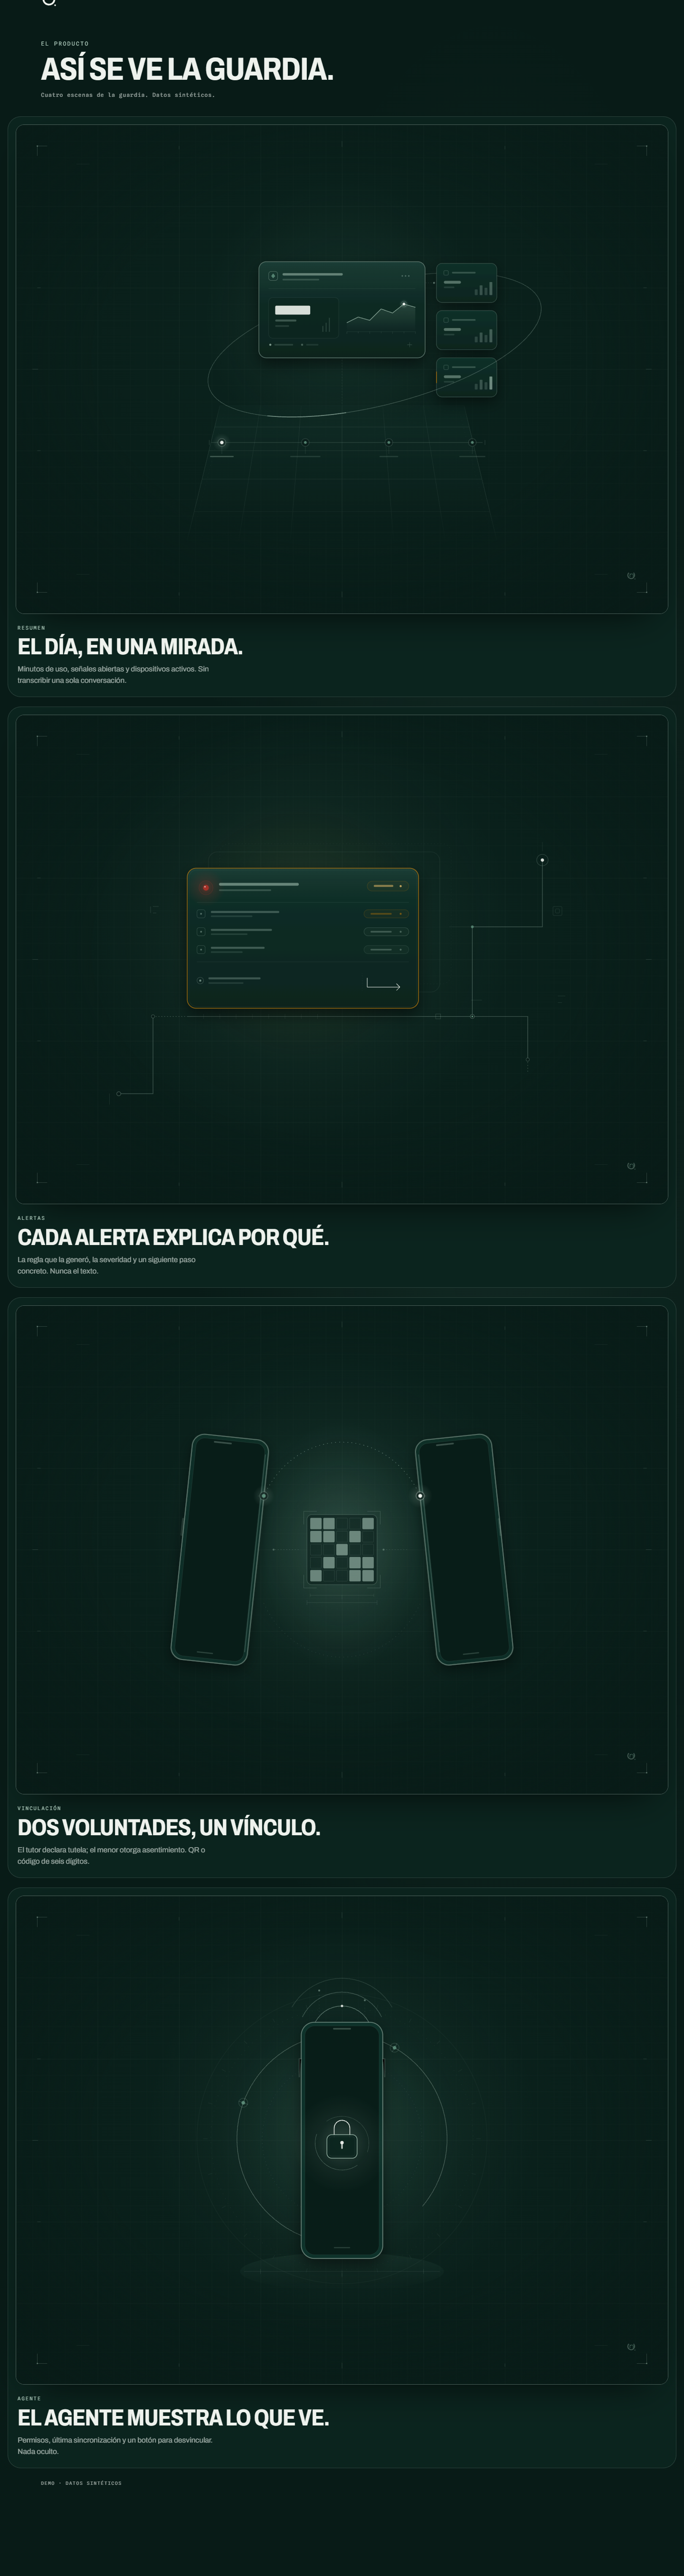 EL PRODUCTO
ASÍ SE VE LA GUARDIA.
Cuatro escenas de la guardia. Datos sintéticos.
RESUMEN
EL DÍA, EN UNA MIRADA.
Minutos de uso, señales abiertas y dispositivos activos. Sin
transcribir una sola conversación.
ALERTAS
CADA ALERTA EXPLICA POR QUÉ.
La regla que la generó, la severidad y un siguiente paso
concreto. Nunca el texto.
VINCULACIÓN
DOS VOLUNTADES, UN VÍNCULO.
El tutor declara tutela; el menor otorga asentimiento. QR o
código de seis dígitos.
AGENTE
EL AGENTE MUESTRA LO QUE VE.
Permisos, última sincronización y un botón para desvincular.
Nada oculto.
DEMO · DATOS SINTÉTICOS